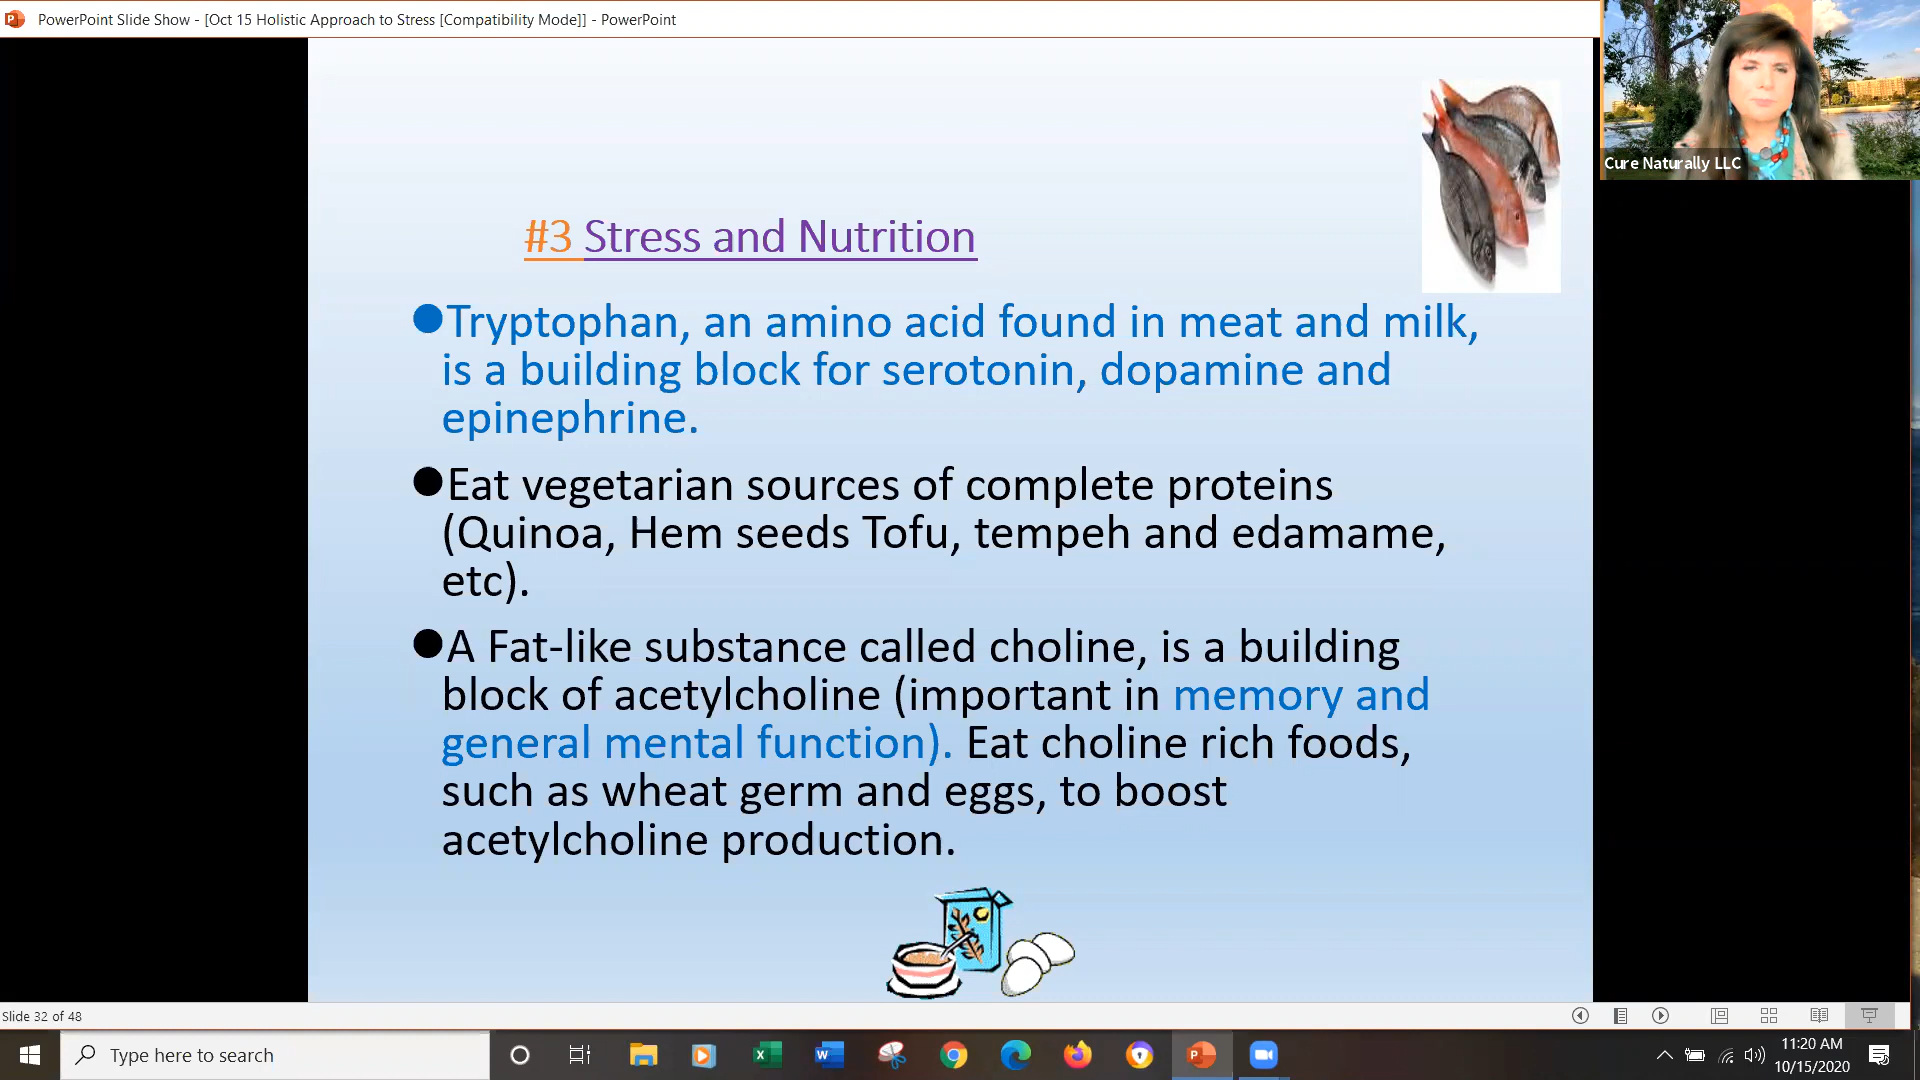 PowerPoint Slide Show - [Oct 15 Holistic Approach to Stress [Compatibility Mode]] - PowerPoint
Cure Naturally LLC
#3 Stress and Nutrition
Tryptophan, an amino acid found in meat and milk,
is a building block for serotonin, dopamine and
epinephrine.
Eat vegetarian sources of complete proteins
(Quinoa, Hem seeds Tofu, tempeh and edamame,
etc).
A Fat-like substance called choline, is a building
block of acetylcholine (important in memory and
general mental function). Eat choline rich foods,
such as wheat germ and eggs, to boost
acetylcholine production.
Slide 32 of 48
Type here to search
11:20 AM
10/15/2020